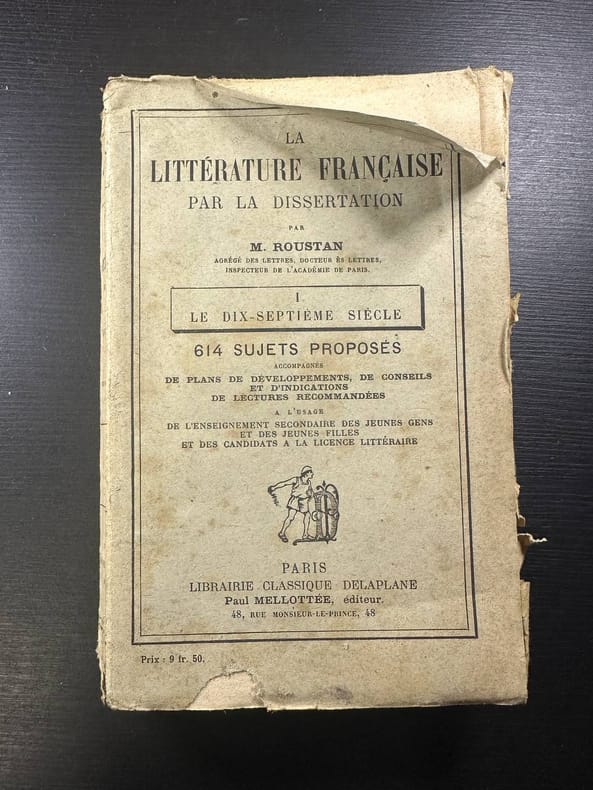 LA
LITTÉRATURE FRANÇAISE
PAR LA DISSERTATION
PAR
M. ROUSTAN
AGRÉGÉ DES LETTRES, DOCTEUR ÈS LETTRES,
INSPECTEUR DE L'ACADÉMIE DE PARIS.
I
LE DIX-SEPTIÈME SIÈCLE
614 SUJETS PROPOSÉS
ACCOMPAGNÉS
DE PLANS DE DÉVELOPPEMENTS, DE CONSEILS
ET D'INDICATIONS
DE LECTURES RECOMMANDÉES
A L'USAGE
DE L'ENSEIGNEMENT SECONDAIRE DES JEUNES GENS
ET DES JEUNES FILLES
ET DES CANDIDATS A LA LICENCE LITTÉRAIRE
PARIS
LIBRAIRIE CLASSIQUE DELAPLANE
Paul MELLOTTÉE, éditeur.
48, RUE MONSIEUR-LE-PRINCE, 48
Prix : 9 fr. 50.